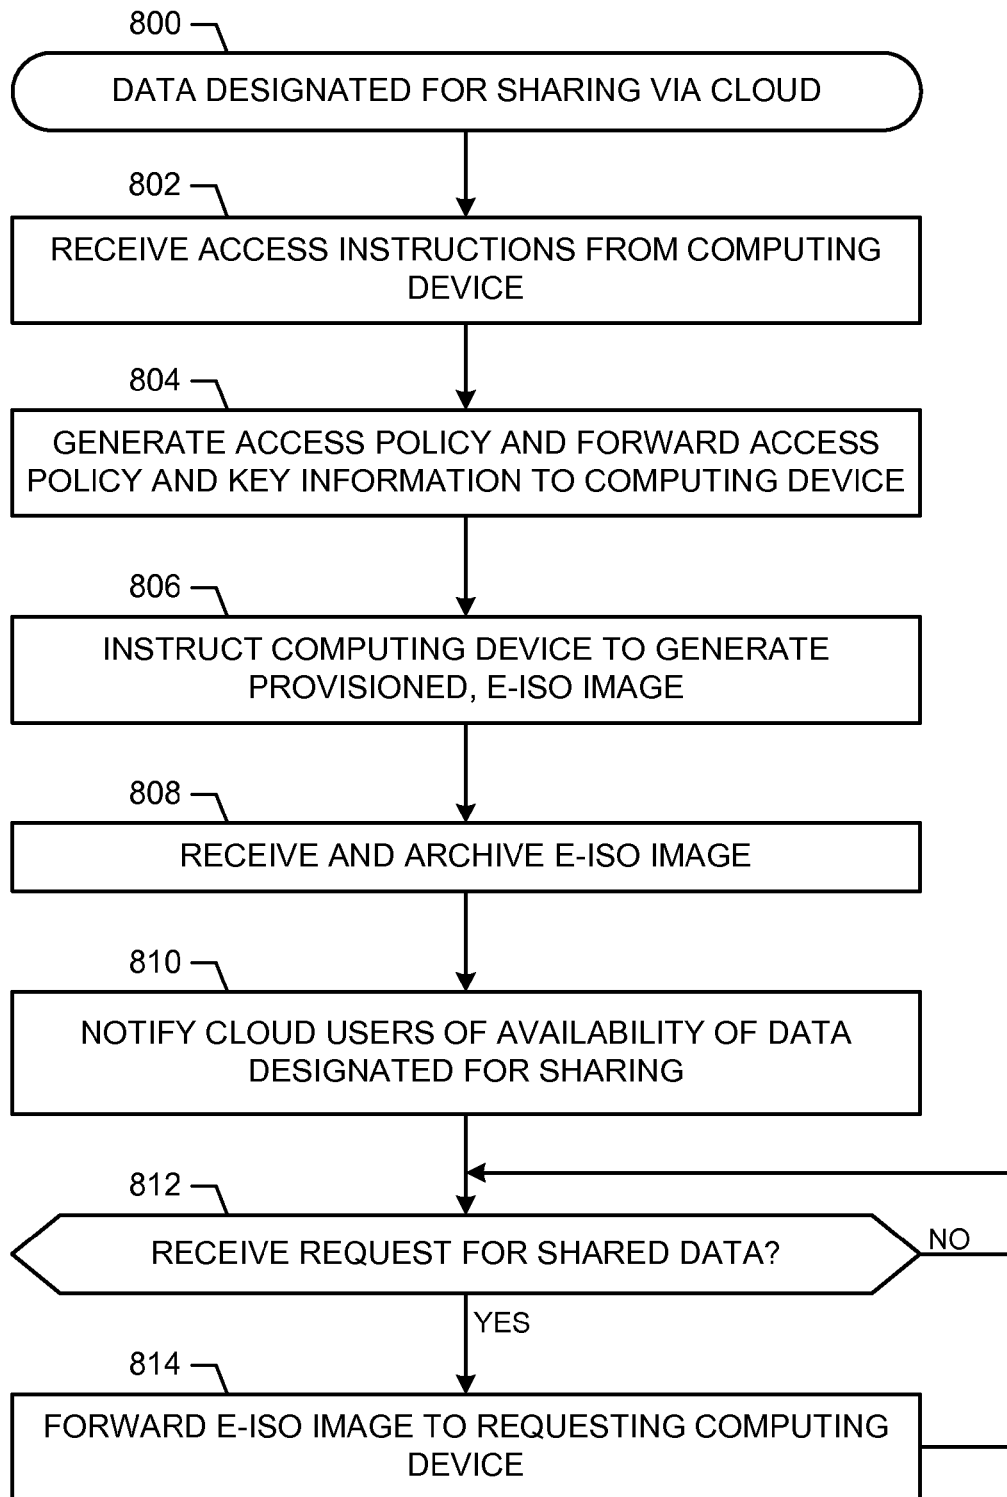 800
DATA DESIGNATED FOR SHARING VIA CLOUD
802
RECEIVE ACCESS INSTRUCTIONS FROM COMPUTING
DEVICE
804
GENERATE ACCESS POLICY AND FORWARD ACCESS
POLICY AND KEY INFORMATION TO COMPUTING DEVICE
806
INSTRUCT COMPUTING DEVICE TO GENERATE
PROVISIONED, E-ISO IMAGE
808
RECEIVE AND ARCHIVE E-ISO IMAGE
810
NOTIFY CLOUD USERS OF AVAILABILITY OF DATA
DESIGNATED FOR SHARING
812
RECEIVE REQUEST FOR SHARED DATA?
NO
YES
814
FORWARD E-ISO IMAGE TO REQUESTING COMPUTING
DEVICE